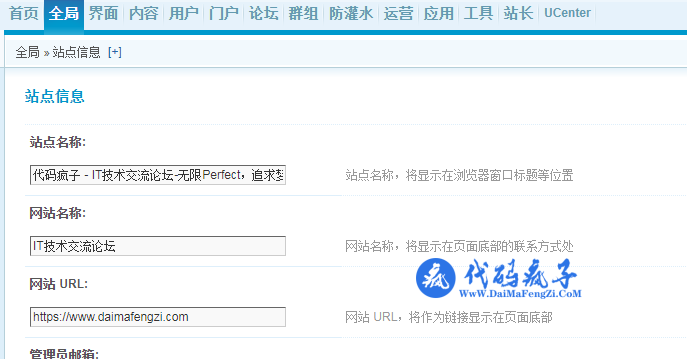 首页 全局 界面 内容 用户 门户 论坛 群组 防灌水 运营 应用 工具 站长 UCenter
全局 » 站点信息 [+]
站点信息
站点名称:
代码疯子 - IT技术交流论坛-无限Perfect，追求
站点名称，将显示在浏览器窗口标题等位置
网站名称:
IT技术交流论坛
网站名称，将显示在页面底部的联系方式处
疯 代码疯子
Www.DaiMaFengZi.Com
网站 URL:
https://www.daimafengzi.com
网站 URL，将作为链接显示在页面底部
管理员邮箱: